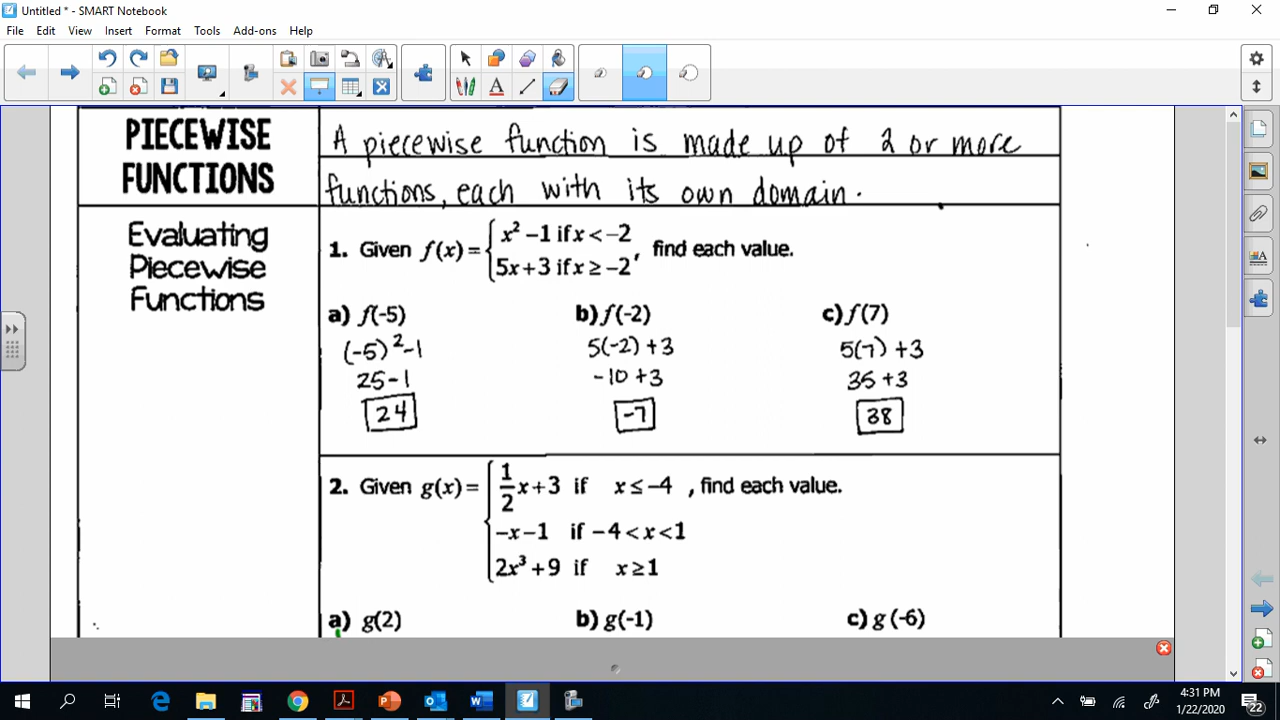 Untitled * - SMART Notebook
File Edit View Insert Format Tools Add-ons Help
PIECEWISE
FUNCTIONS
A piecewise function is made up of 2 or more
functions, each with its own domain.
Evaluating
Piecewise
Functions
1. Given f(x) = { x² −1 if x < −2
5x + 3 if x ≥ −2 , find each value.
a) f(-5) b) f(-2) c) f(7)
(-5)² -1 5(-2) +3 5(7) +3
25 - 1 -10 +3 35 +3
24 -7 38
2. Given g(x) = { 1/2 x + 3 if x ≤ −4 , find each value.
−x − 1 if −4 < x < 1
2x³ + 9 if x ≥ 1
a) g(2) b) g(-1) c) g (-6)
4:31 PM
1/22/2020
22